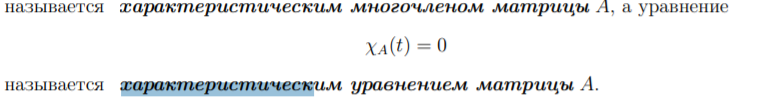 называется характеристическим многочленом матрицы A, а уравнение
χ_A(t) = 0
называется характеристическим уравнением матрицы A.